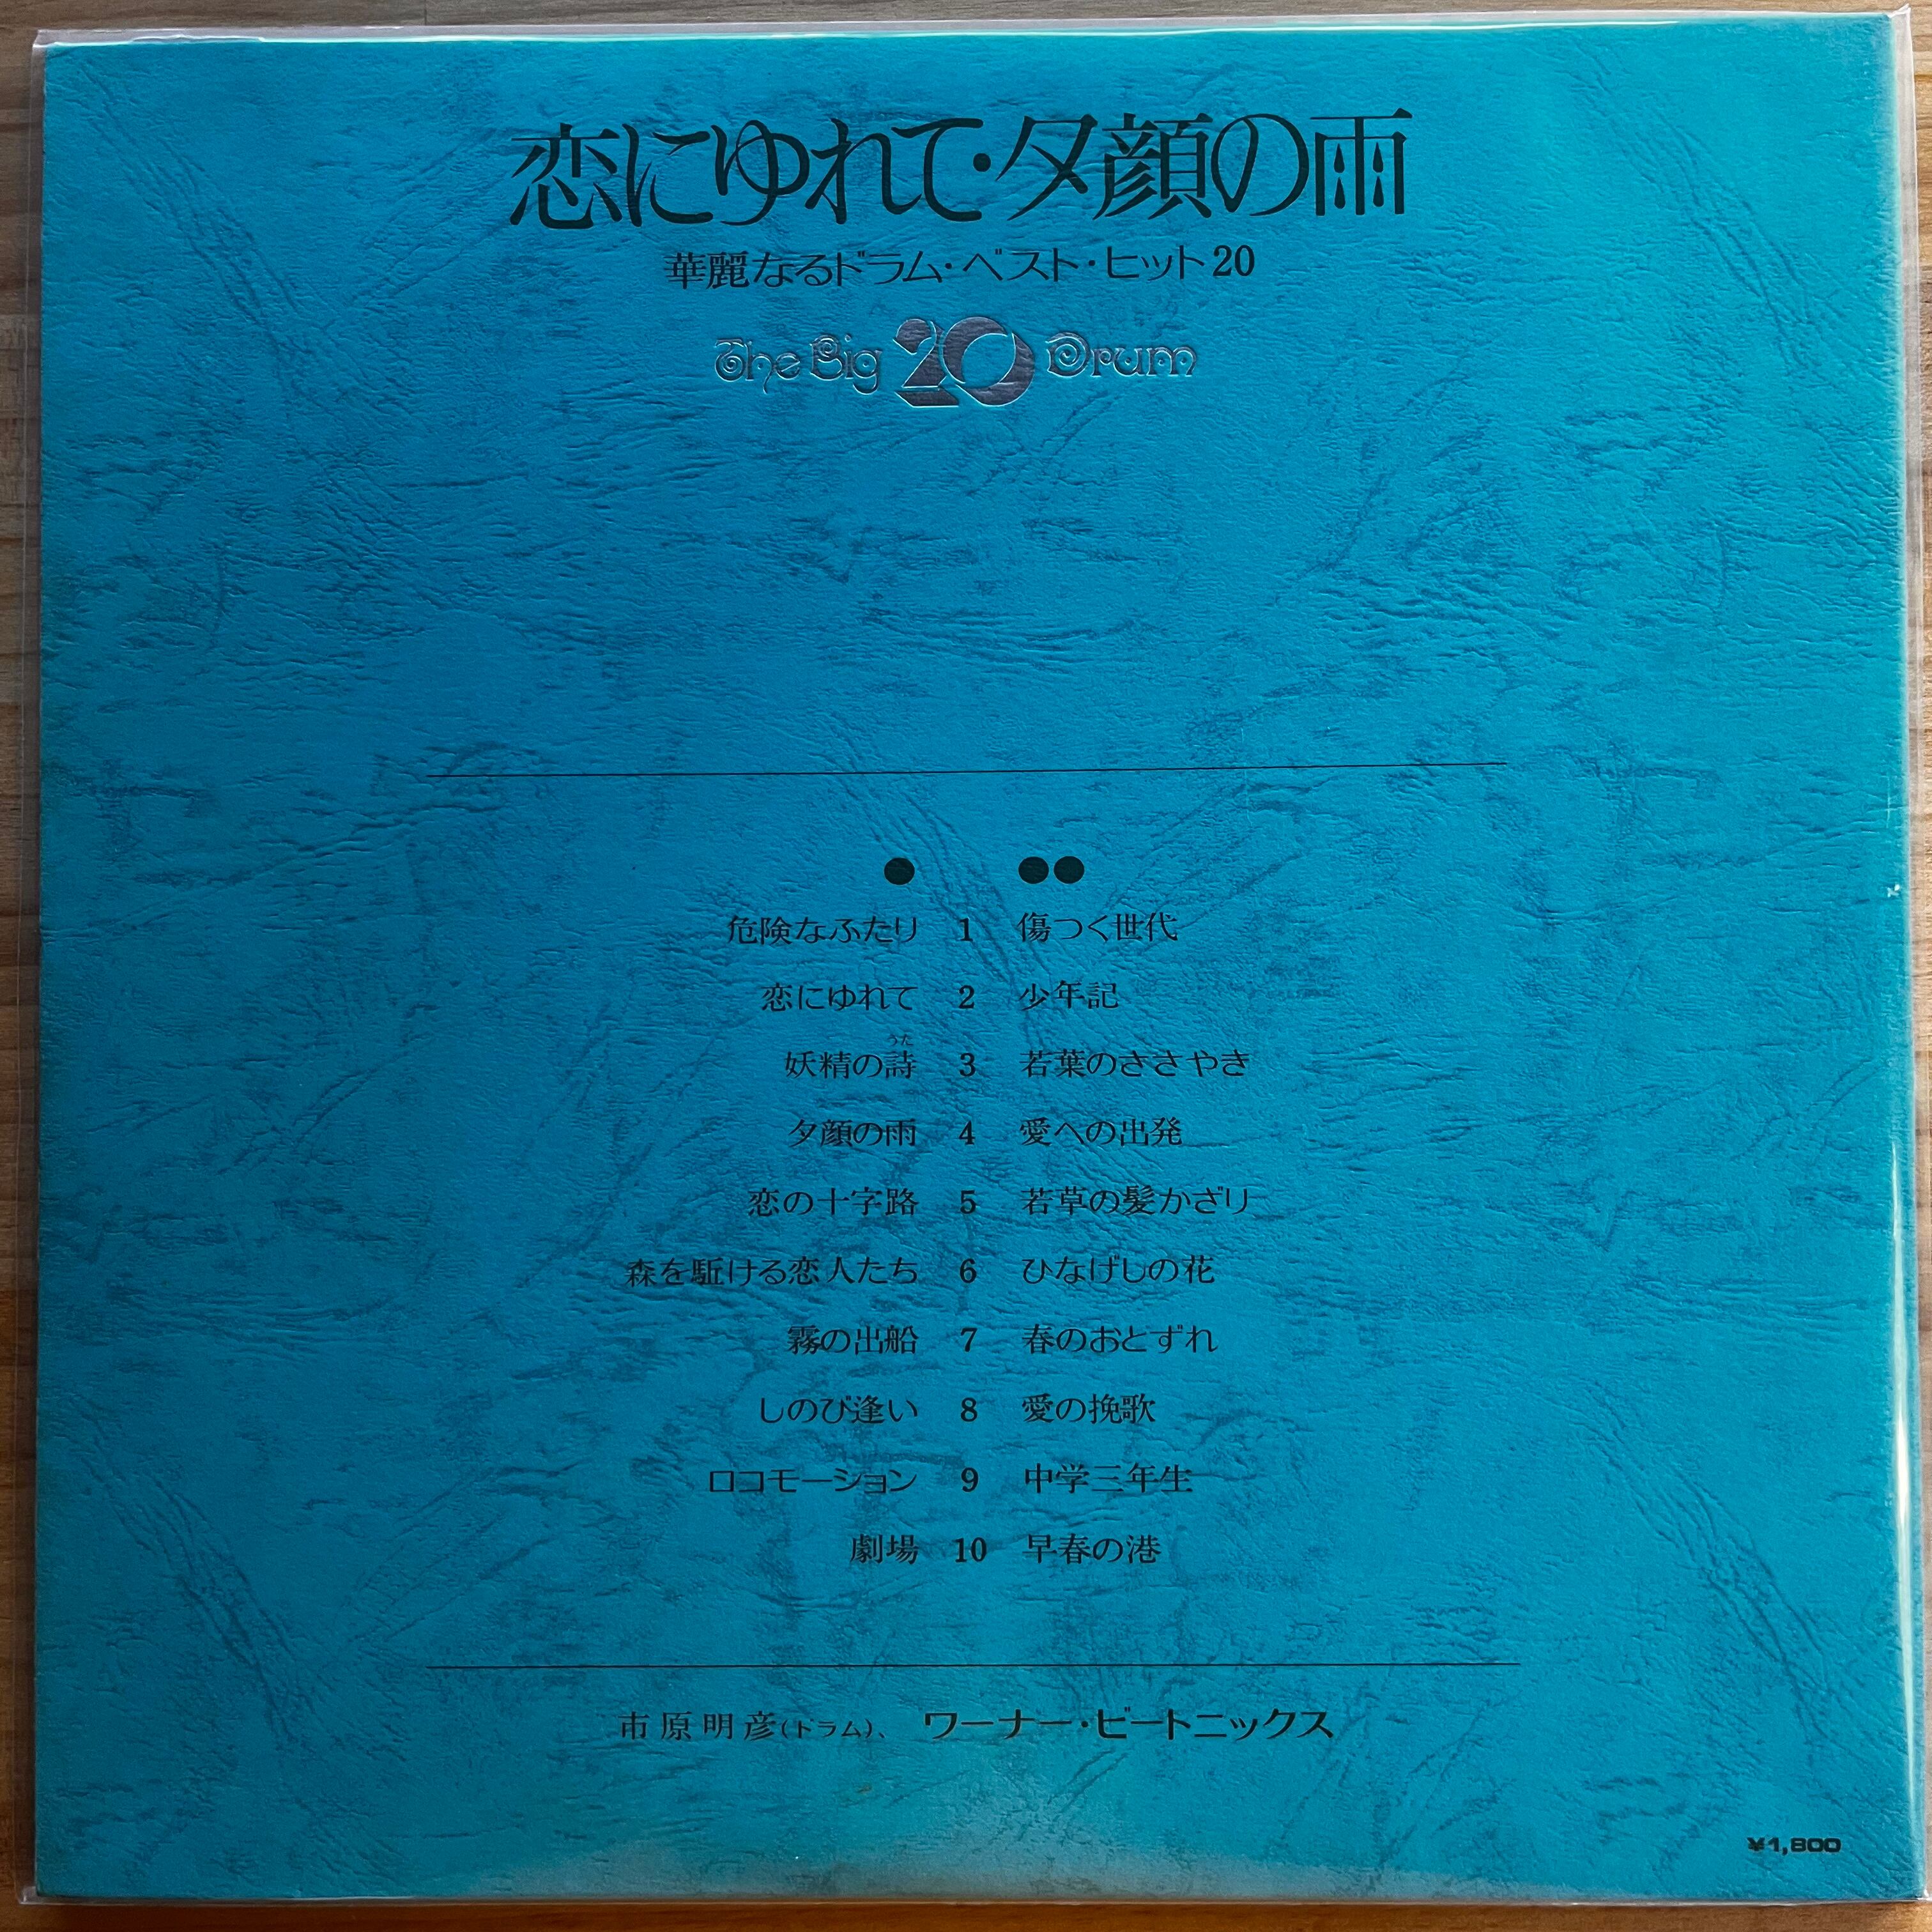 恋にゆれて・夕顔の雨
華麗なるドラム・ベスト・ヒット20
The Big 20 Drum
● ●●
危険なふたり 1 傷つく世代
恋にゆれて 2 少年記
うた
妖精の詩 3 若葉のささやき
夕顔の雨 4 愛への出発
恋の十字路 5 若草の髪かざり
森を駈ける恋人たち 6 ひなげしの花
霧の出船 7 春のおとずれ
しのび逢い 8 愛の挽歌
ロコモーション 9 中学三年生
劇場 10 早春の港
市原明彦(ドラム)、 ワーナー・ビートニックス
¥1,800